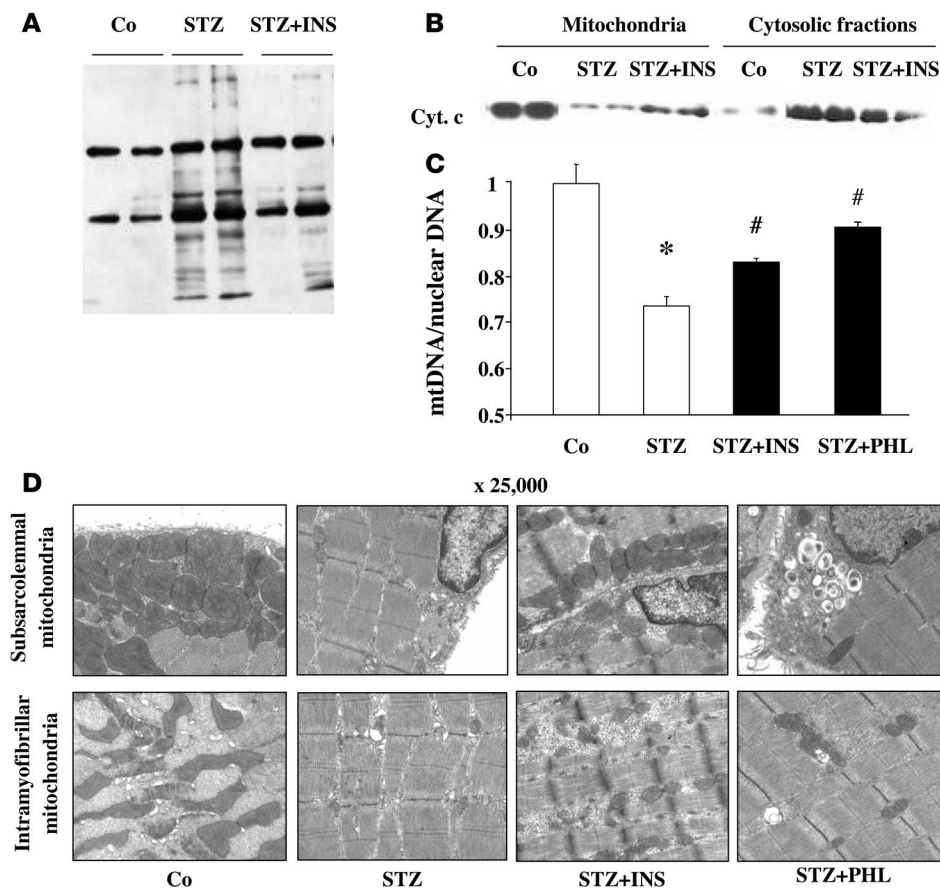 A
Co STZ STZ+INS
B
Mitochondria Cytosolic fractions
Co STZ STZ+INS Co STZ STZ+INS
Cyt. c
C
mtDNA/nuclear DNA
1
0.9
0.8
0.7
0.5
*
#
#
Co STZ STZ+INS STZ+PHL
D
x 25,000
Subsarcolemmal
mitochondria
Intramyofibrillar
mitochondria
Co STZ STZ+INS STZ+PHL